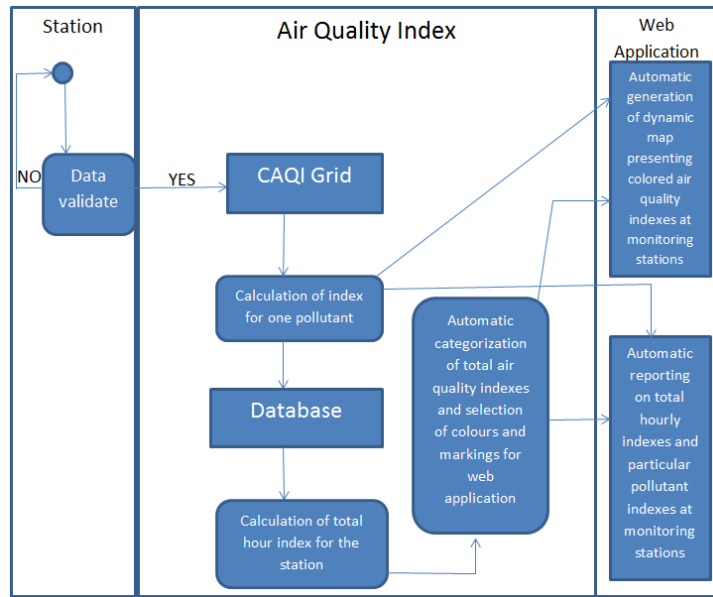 Station
Air Quality Index
Web
Application
NO
Data
validate
YES
CAQI Grid
Calculation of index
for one pollutant
Database
Calculation of total
hour index for the
station
Automatic
categorization
of total air
quality indexes
and selection
of colours and
markings for
web
application
Automatic
generation
of dynamic
map
presenting
colored air
quality
indexes at
monitoring
stations
Automatic
reporting
on total
hourly
indexes and
particular
pollutant
indexes at
monitoring
stations